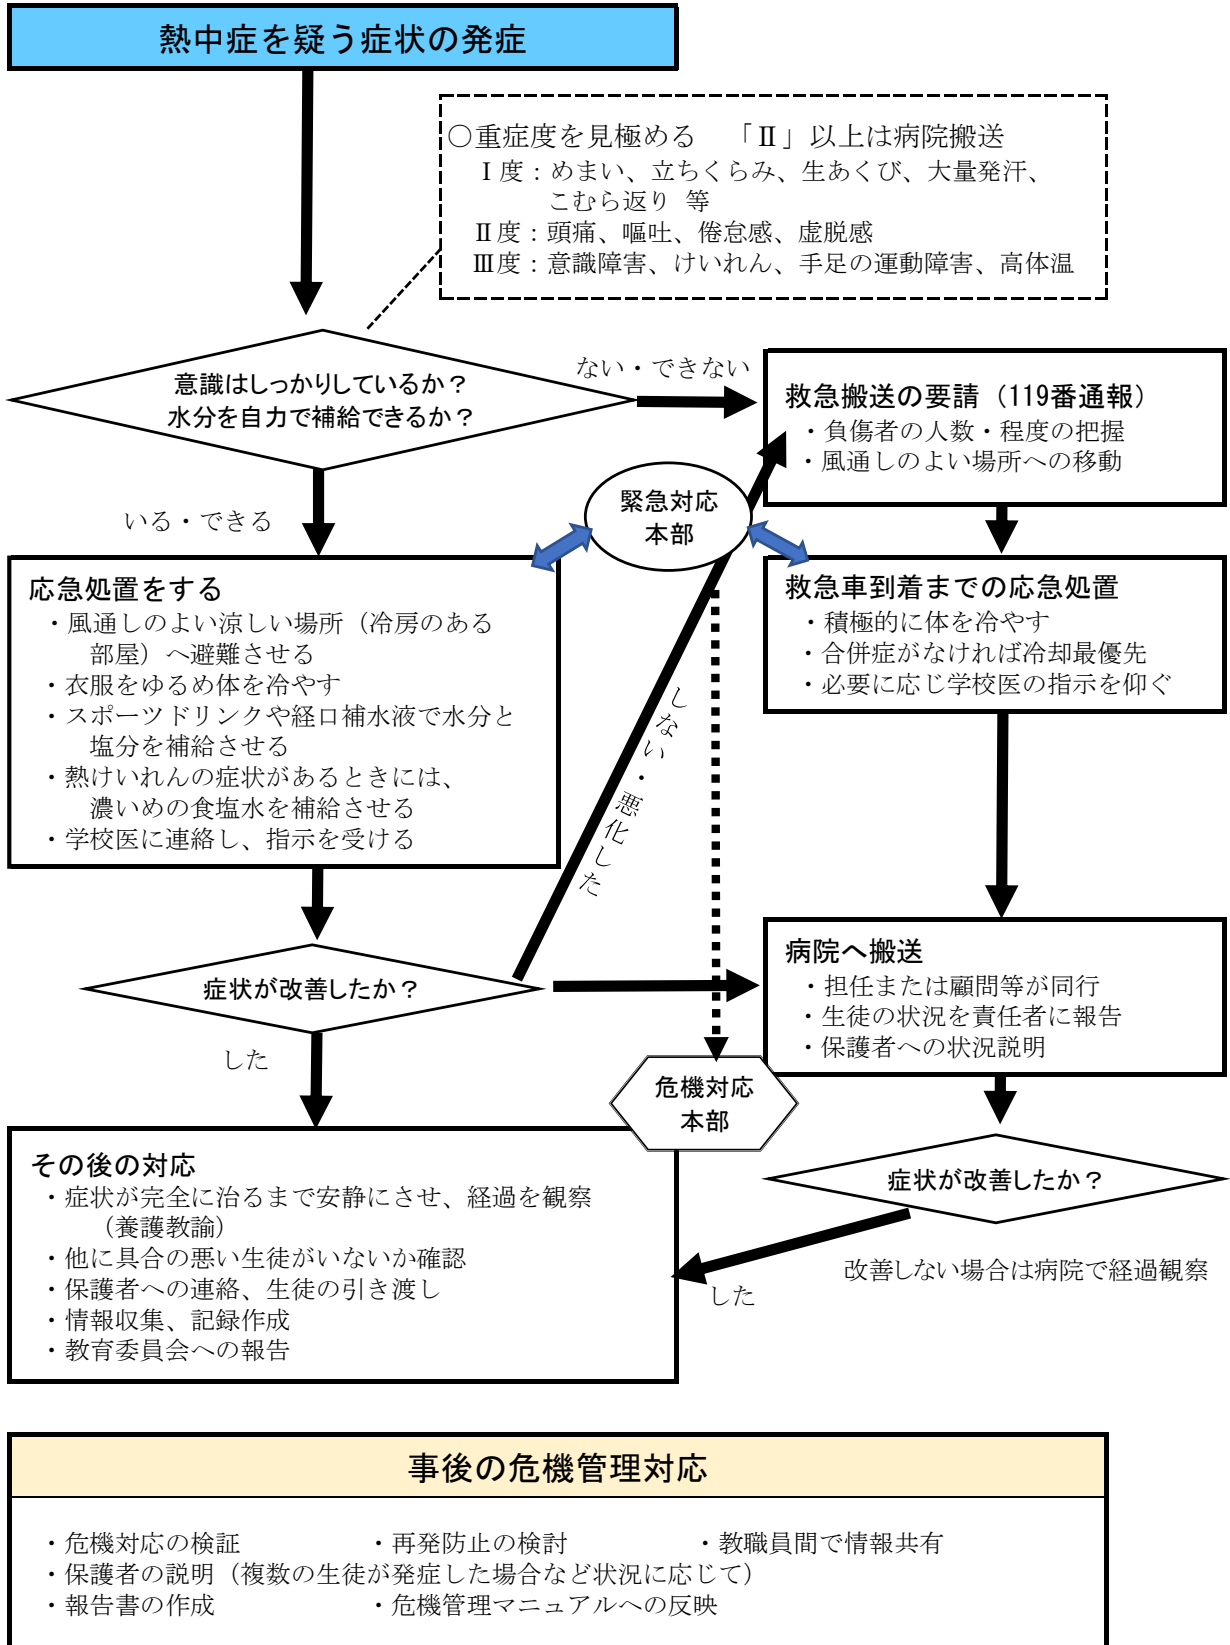 熱中症を疑う症状の発症
○重症度を見極める 「Ⅱ」以上は病院搬送
Ⅰ度：めまい、立ちくらみ、生あくび、大量発汗、
こむら返り 等
Ⅱ度：頭痛、嘔吐、倦怠感、虚脱感
Ⅲ度：意識障害、けいれん、手足の運動障害、高体温
意識はしっかりしているか？
水分を自力で補給できるか？
ない・できない
救急搬送の要請（119番通報）
・負傷者の人数・程度の把握
・風通しのよい場所への移動
いる・できる
緊急対応
本部
応急処置をする
・風通しのよい涼しい場所（冷房のある
部屋）へ避難させる
・衣服をゆるめ体を冷やす
・スポーツドリンクや経口補水液で水分と
塩分を補給させる
・熱けいれんの症状があるときには、
濃いめの食塩水を補給させる
・学校医に連絡し、指示を受ける
救急車到着までの応急処置
・積極的に体を冷やす
・合併症がなければ冷却最優先
・必要に応じ学校医の指示を仰ぐ
しない・悪化した
症状が改善したか？
した
病院へ搬送
・担任または顧問等が同行
・生徒の状況を責任者に報告
・保護者への状況説明
危機対応
本部
その後の対応
・症状が完全に治るまで安静にさせ、経過を観察
（養護教諭）
・他に具合の悪い生徒がいないか確認
・保護者への連絡、生徒の引き渡し
・情報収集、記録作成
・教育委員会への報告
症状が改善したか？
改善しない場合は病院で経過観察
した
事後の危機管理対応
・危機対応の検証 ・再発防止の検討 ・教職員間で情報共有
・保護者の説明（複数の生徒が発症した場合など状況に応じて）
・報告書の作成 ・危機管理マニュアルへの反映